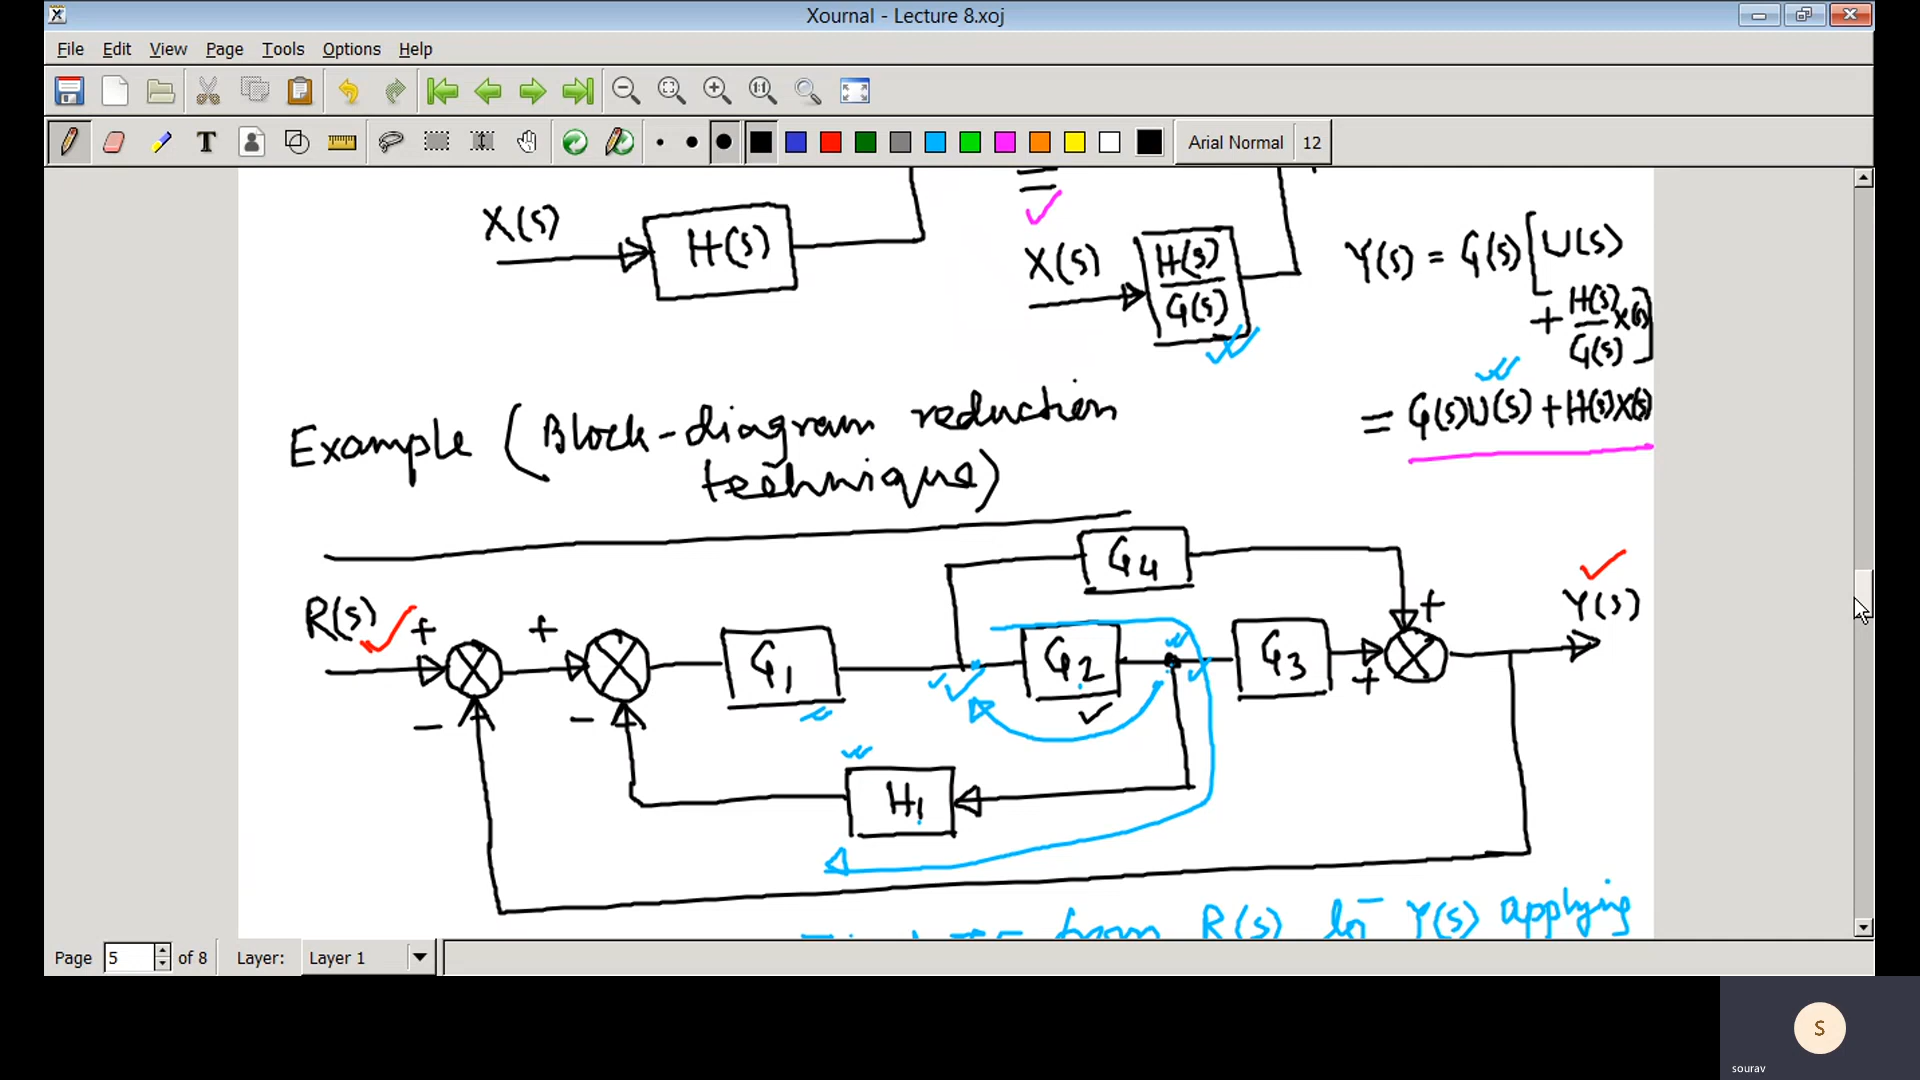 Xournal - Lecture 8.xoj
File Edit View Page Tools Options Help
Arial Normal 12
X(s)
H(s)
X(s)
H(s)
G(s)
Y(s) = G(s) [U(s)
+ H(s) X(s)]
G(s)
= G(s)U(s) + H(s)X(s)
Example (Block-diagram reduction
technique)
G4
R(s) + + G1 G2 G3 + + Y(s)
- -
H1
from R(s) to Y(s) applying
Page 5 of 8 Layer: Layer 1
S
sourav